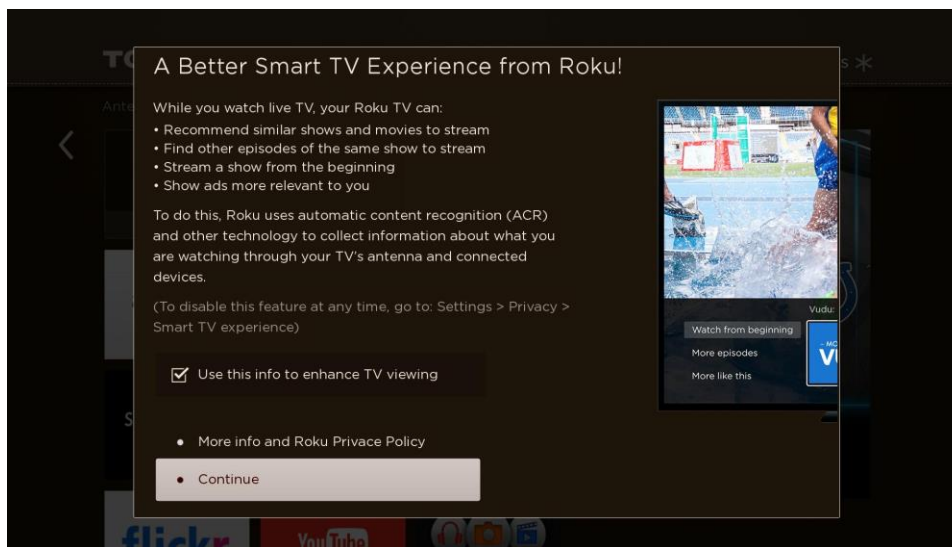 A Better Smart TV Experience from Roku!
While you watch live TV, your Roku TV can:
• Recommend similar shows and movies to stream
• Find other episodes of the same show to stream
• Stream a show from the beginning
• Show ads more relevant to you
To do this, Roku uses automatic content recognition (ACR)
and other technology to collect information about what you
are watching through your TV's antenna and connected
devices.
(To disable this feature at any time, go to: Settings > Privacy >
Smart TV experience)
Use this info to enhance TV viewing
• More info and Roku Privace Policy
• Continue
Vudu:
Watch from beginning
More episodes
More like this
flickr
YouTube